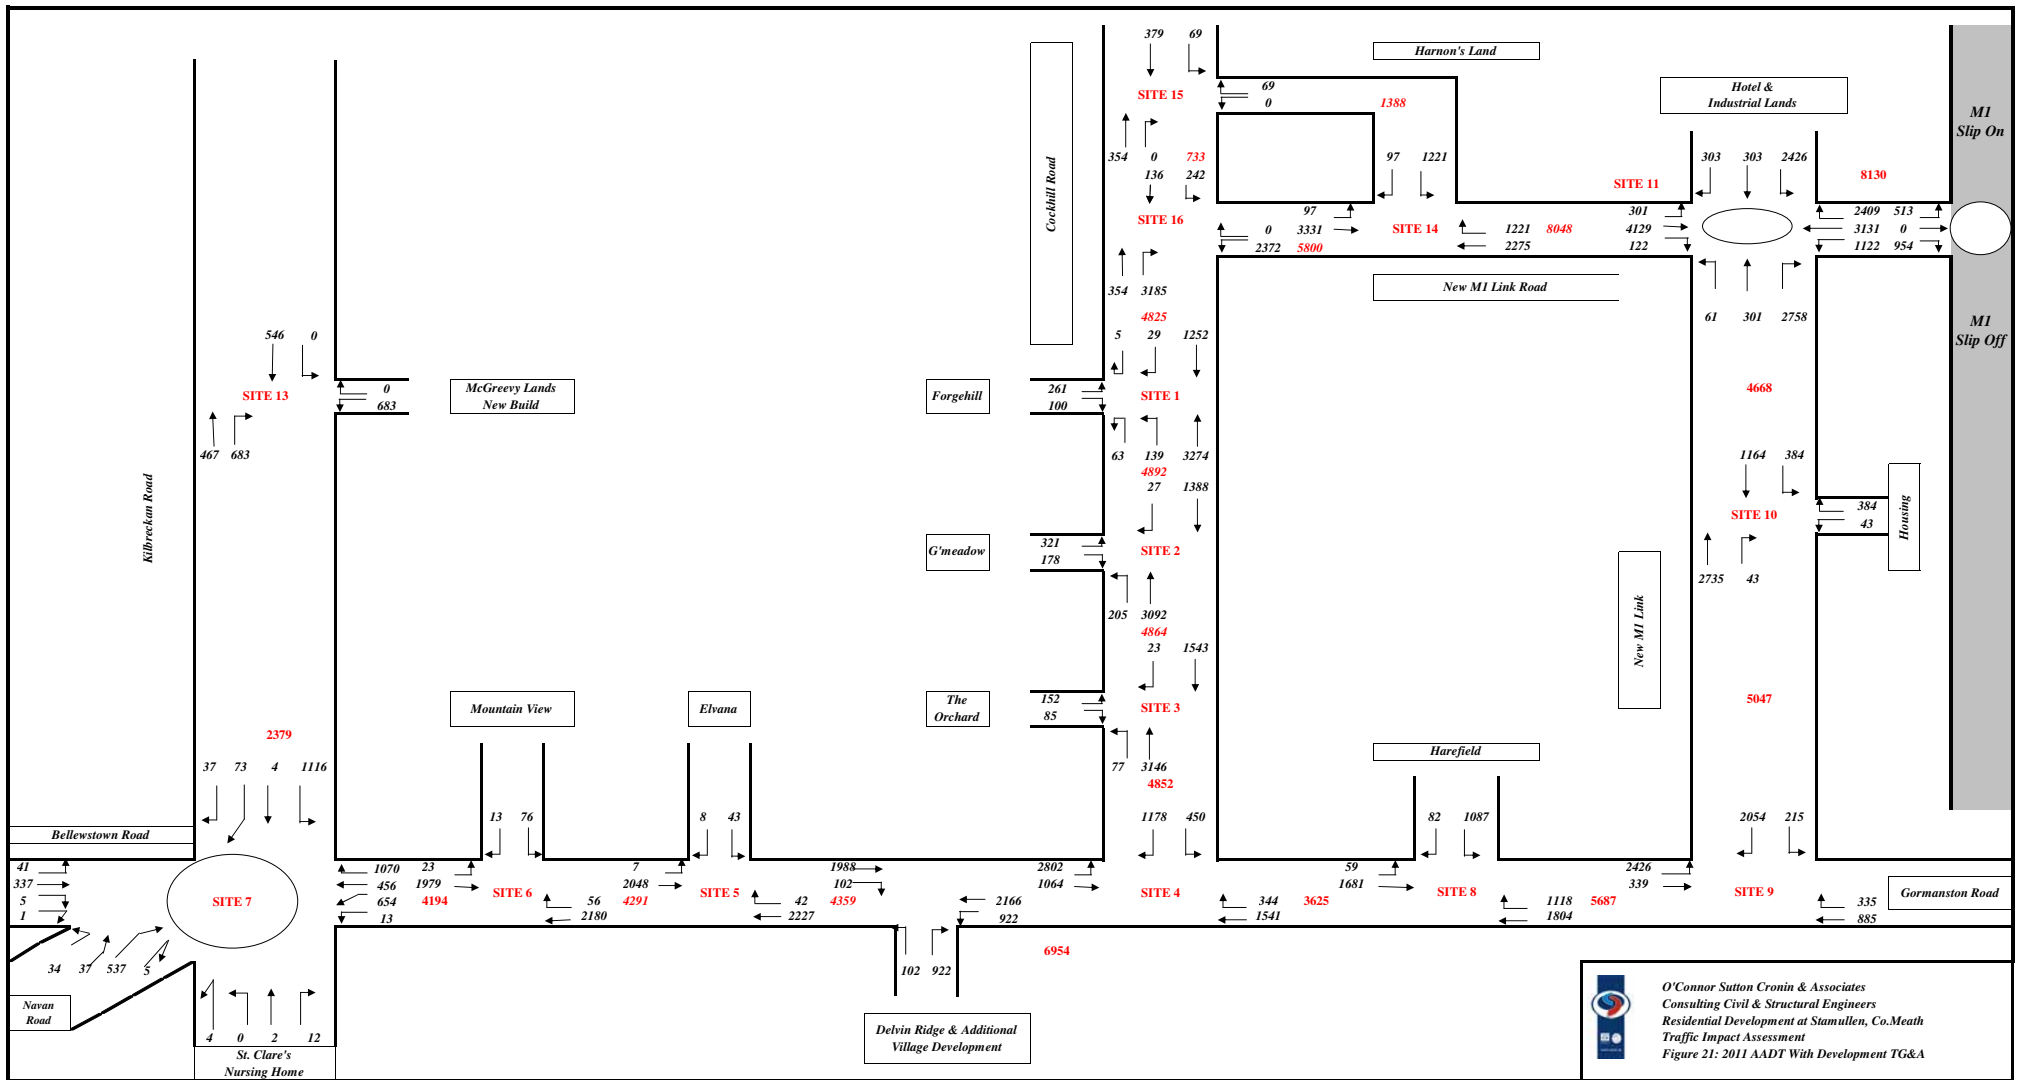 379 69
Harnon's Land
SITE 15
69
0
1388
Hotel &
Industrial Lands
M1
Slip On
354 0 733
136 242
97 1221
303 303 2426
8130
SITE 11
Cockhill Road
SITE 16
97
0 3331
2372 5800
SITE 14
1221 8048
2275
301
4129
122
2409 513
3131 0
1122 954
354 3185
4825
New M1 Link Road
61 301 2758
M1
Slip Off
546 0
5 29 1252
SITE 13
0
683
McGreevy Lands
New Build
Forgehill
261
100
SITE 1
4668
467 683
63 139 3274
4892
27 1388
1164 384
Kilbreckan Road
G'meadow
321
178
SITE 2
SITE 10
384
43
Housing
205 3092
4864
23 1543
2735 43
New M1 Link
Mountain View
Elvana
The
Orchard
152
85
SITE 3
5047
2379
77 3146
4852
Harefield
37 73 4 1116
13 76
8 43
1178 450
82 1087
2054 215
Bellewstown Road
41
337
5
1
SITE 7
1070 23
456 1979
654 4194
13
SITE 6
56
2180
7
2048
4291
SITE 5
42
2227
1988
102
4359
2166
922
2802
1064
SITE 4
344
1541
3625
59
1681
SITE 8
1118
1804
5687
2426
339
SITE 9
335
885
Gormanston Road
34 37 537 5
102 922
6954
Navan
Road
4 0 2 12
St. Clare's
Nursing Home
Delvin Ridge & Additional
Village Development
O'Connor Sutton Cronin & Associates
Consulting Civil & Structural Engineers
Residential Development at Stamullen, Co.Meath
Traffic Impact Assessment
Figure 21: 2011 AADT With Development TG&A